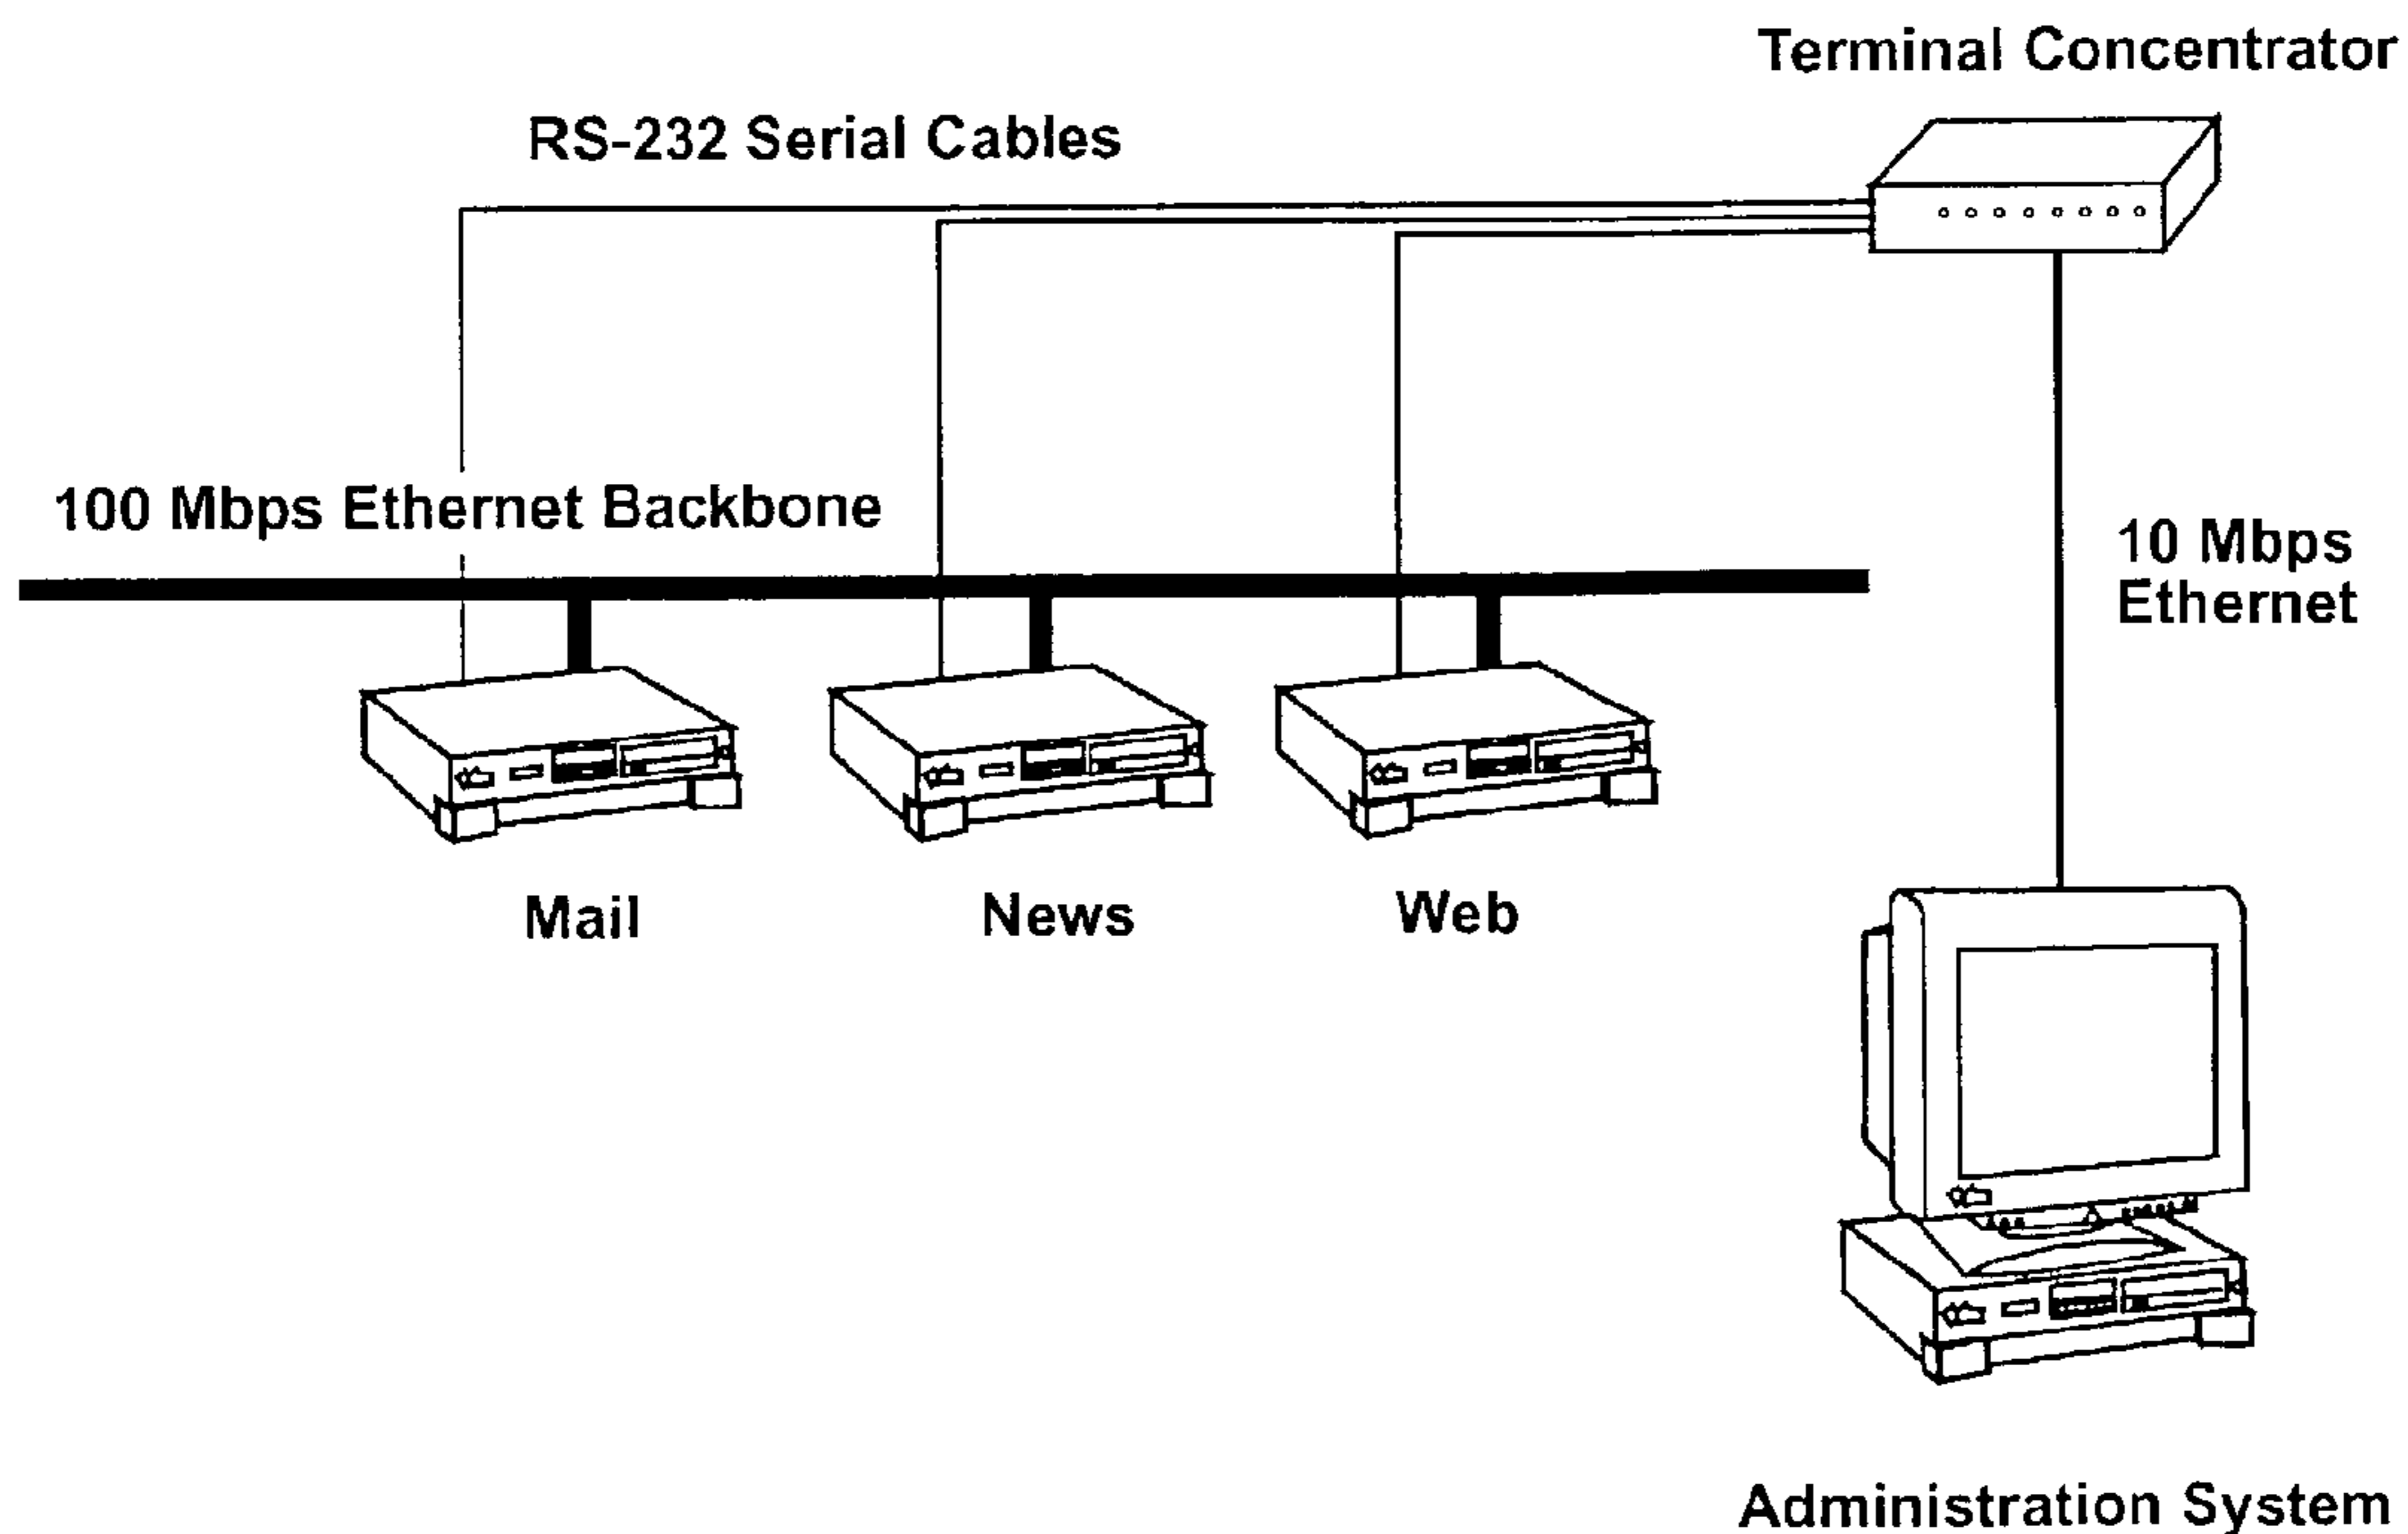 Terminal Concentrator
RS-232 Serial Cables
100 Mbps Ethernet Backbone
10 Mbps
Ethernet
Mail
News
Web
Administration System